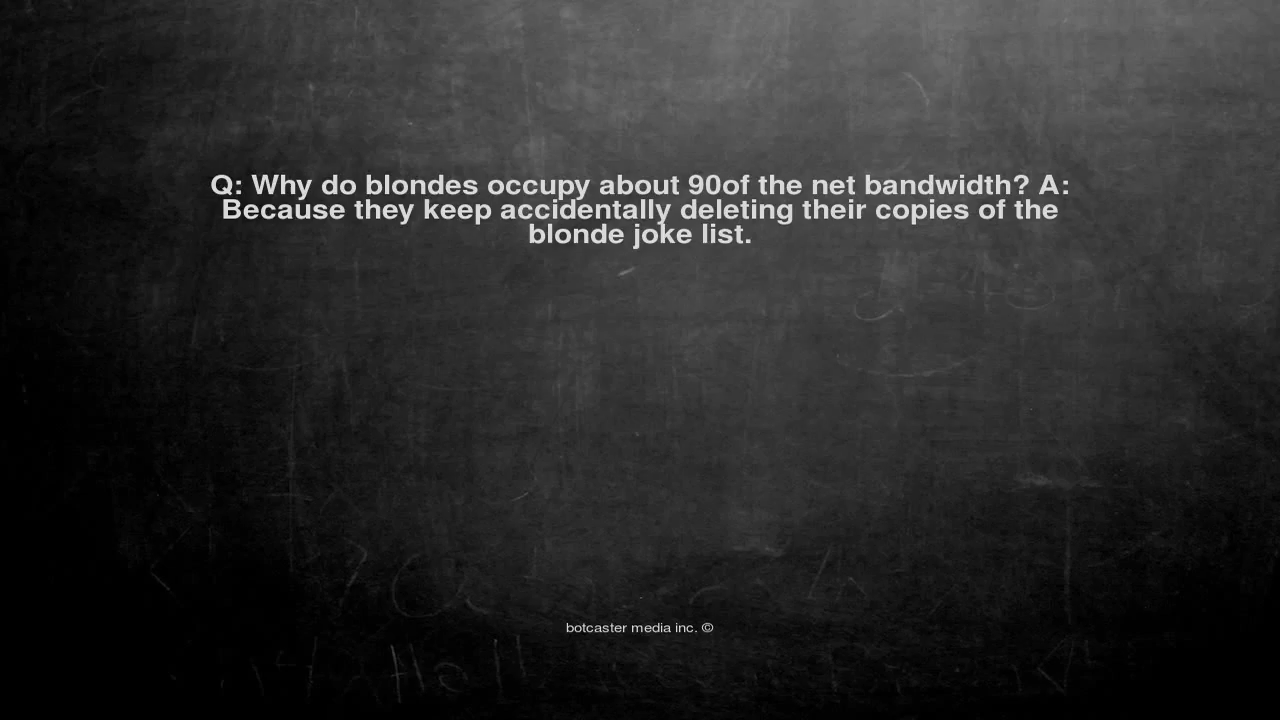 Q: Why do blondes occupy about 90of the net bandwidth? A:
Because they keep accidentally deleting their copies of the
blonde joke list.
botcaster media inc. ©